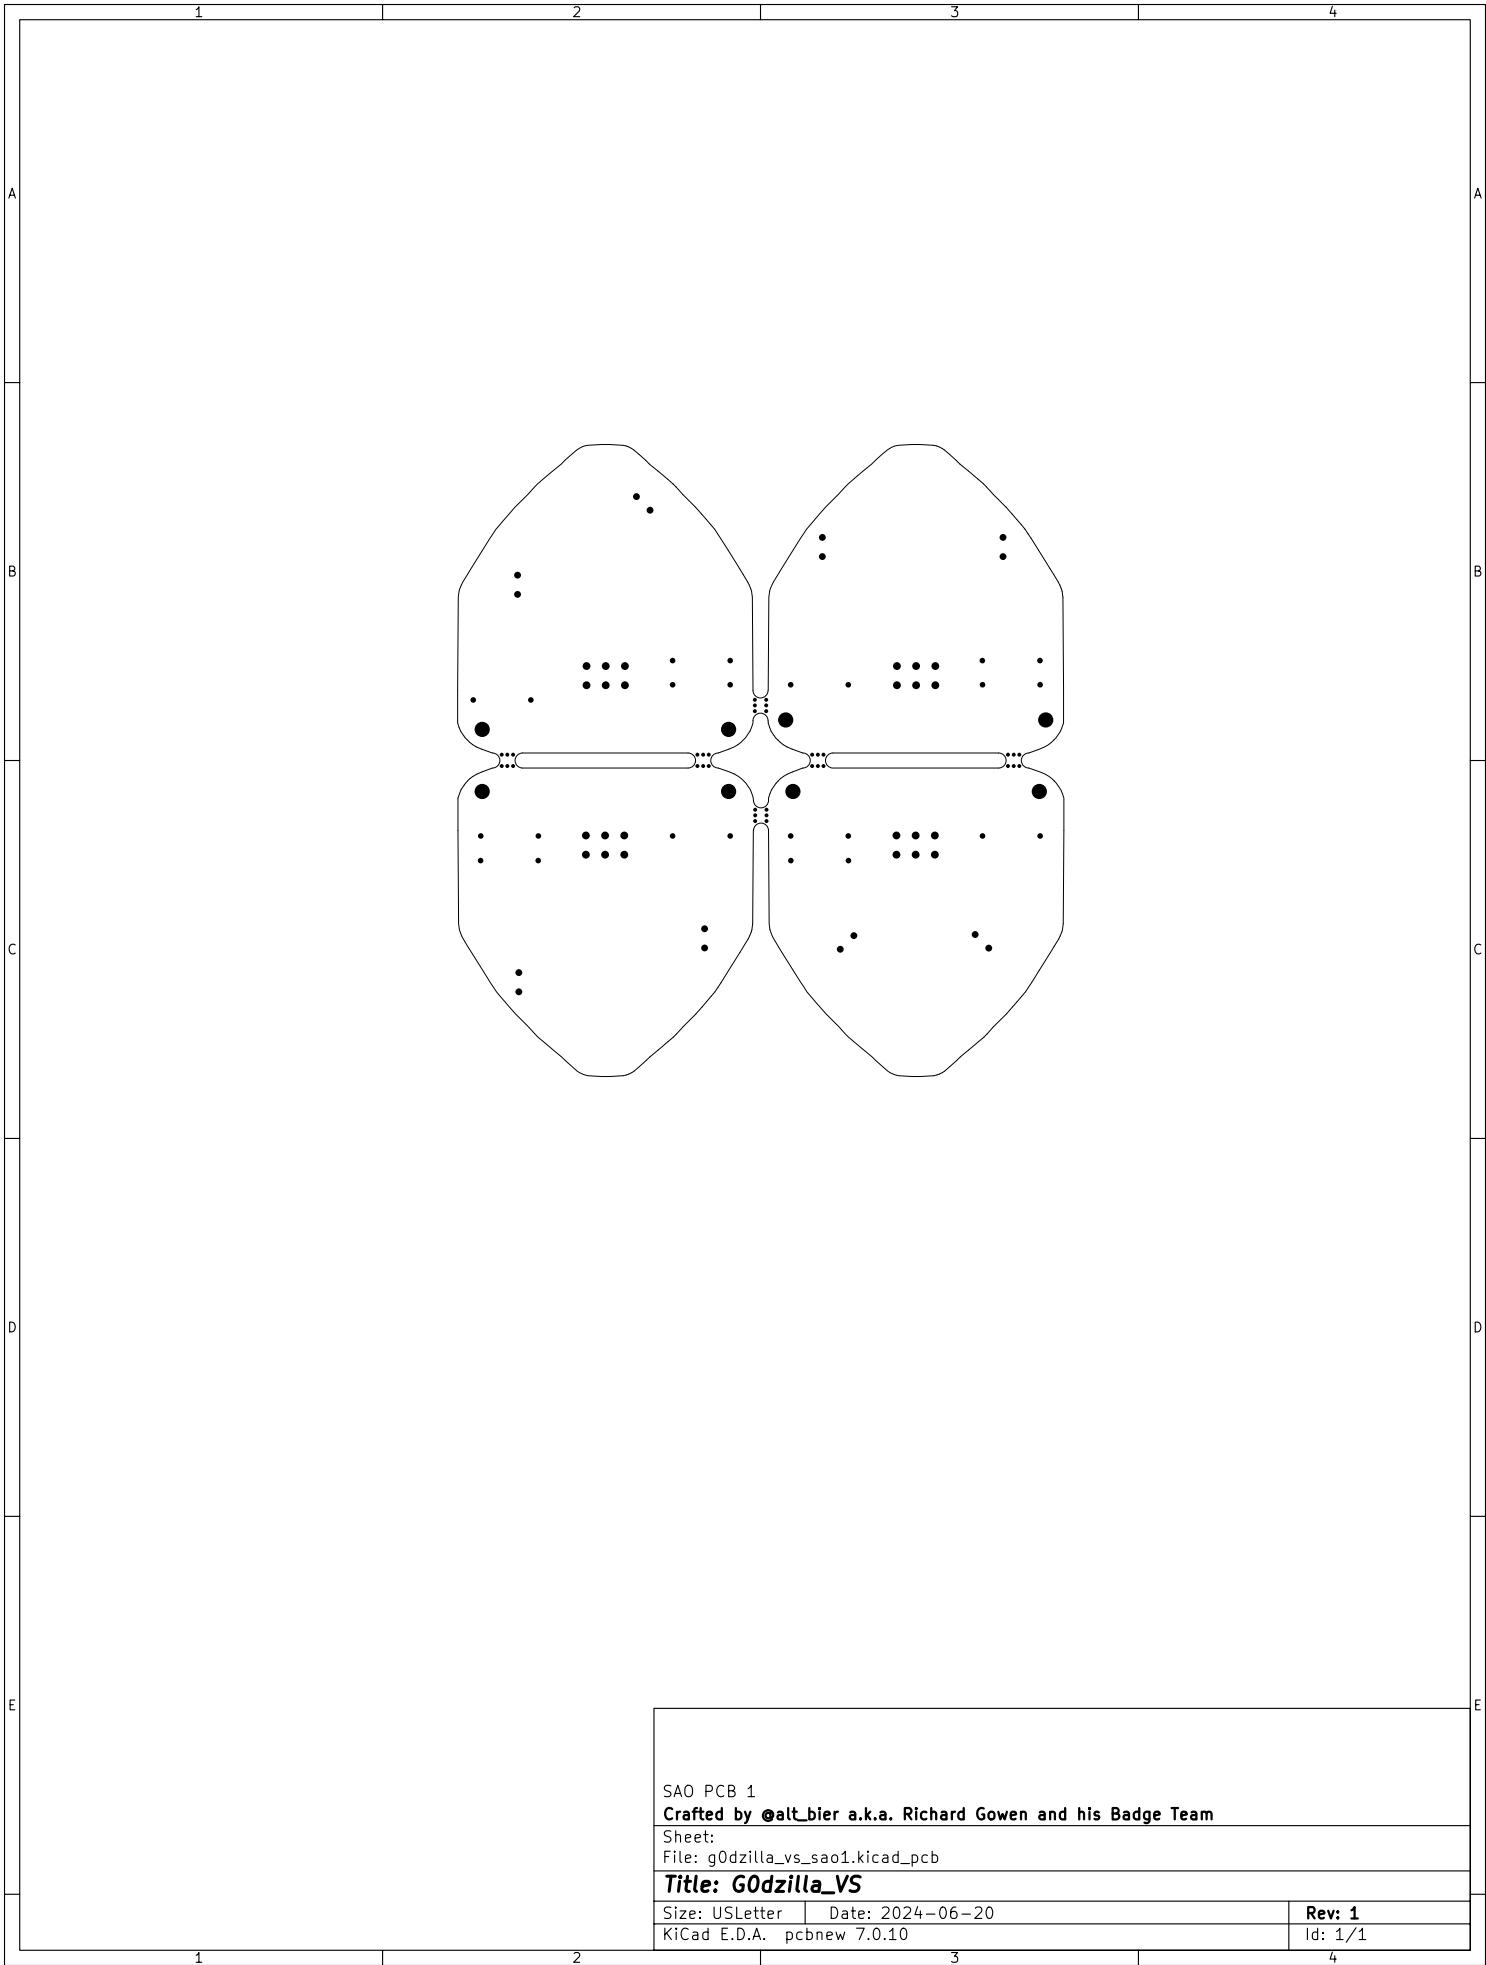 1 2 3 4
A A
B B
C C
D D
E E
SAO PCB 1
Crafted by @alt_bier a.k.a. Richard Gowen and his Badge Team
Sheet:
File: g0dzilla_vs_sao1.kicad_pcb
Title: G0dzilla_VS
Size: USLetter Date: 2024-06-20 Rev: 1
KiCad E.D.A. pcbnew 7.0.10 Id: 1/1
1 2 3 4